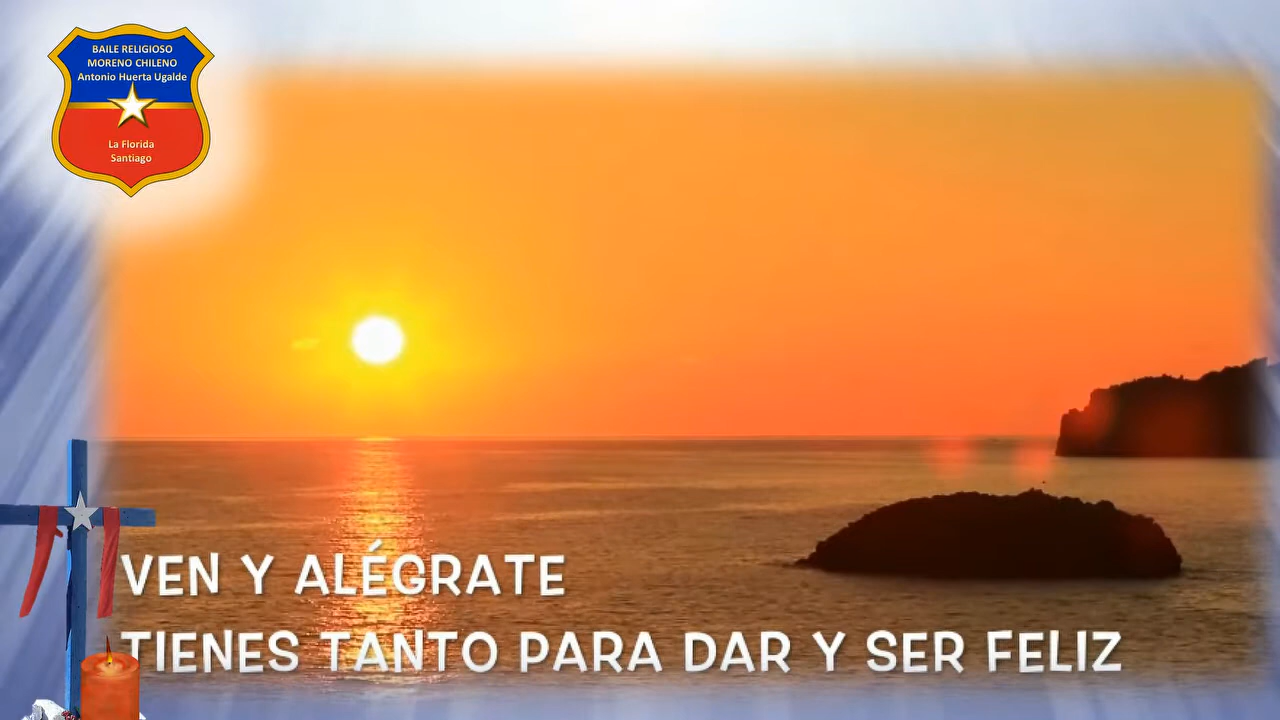 BAILE RELIGIOSO
MORENO CHILENO
Antonio Huerta Ugalde
La Florida
Santiago
VEN Y ALÉGRATE
TIENES TANTO PARA DAR Y SER FELIZ